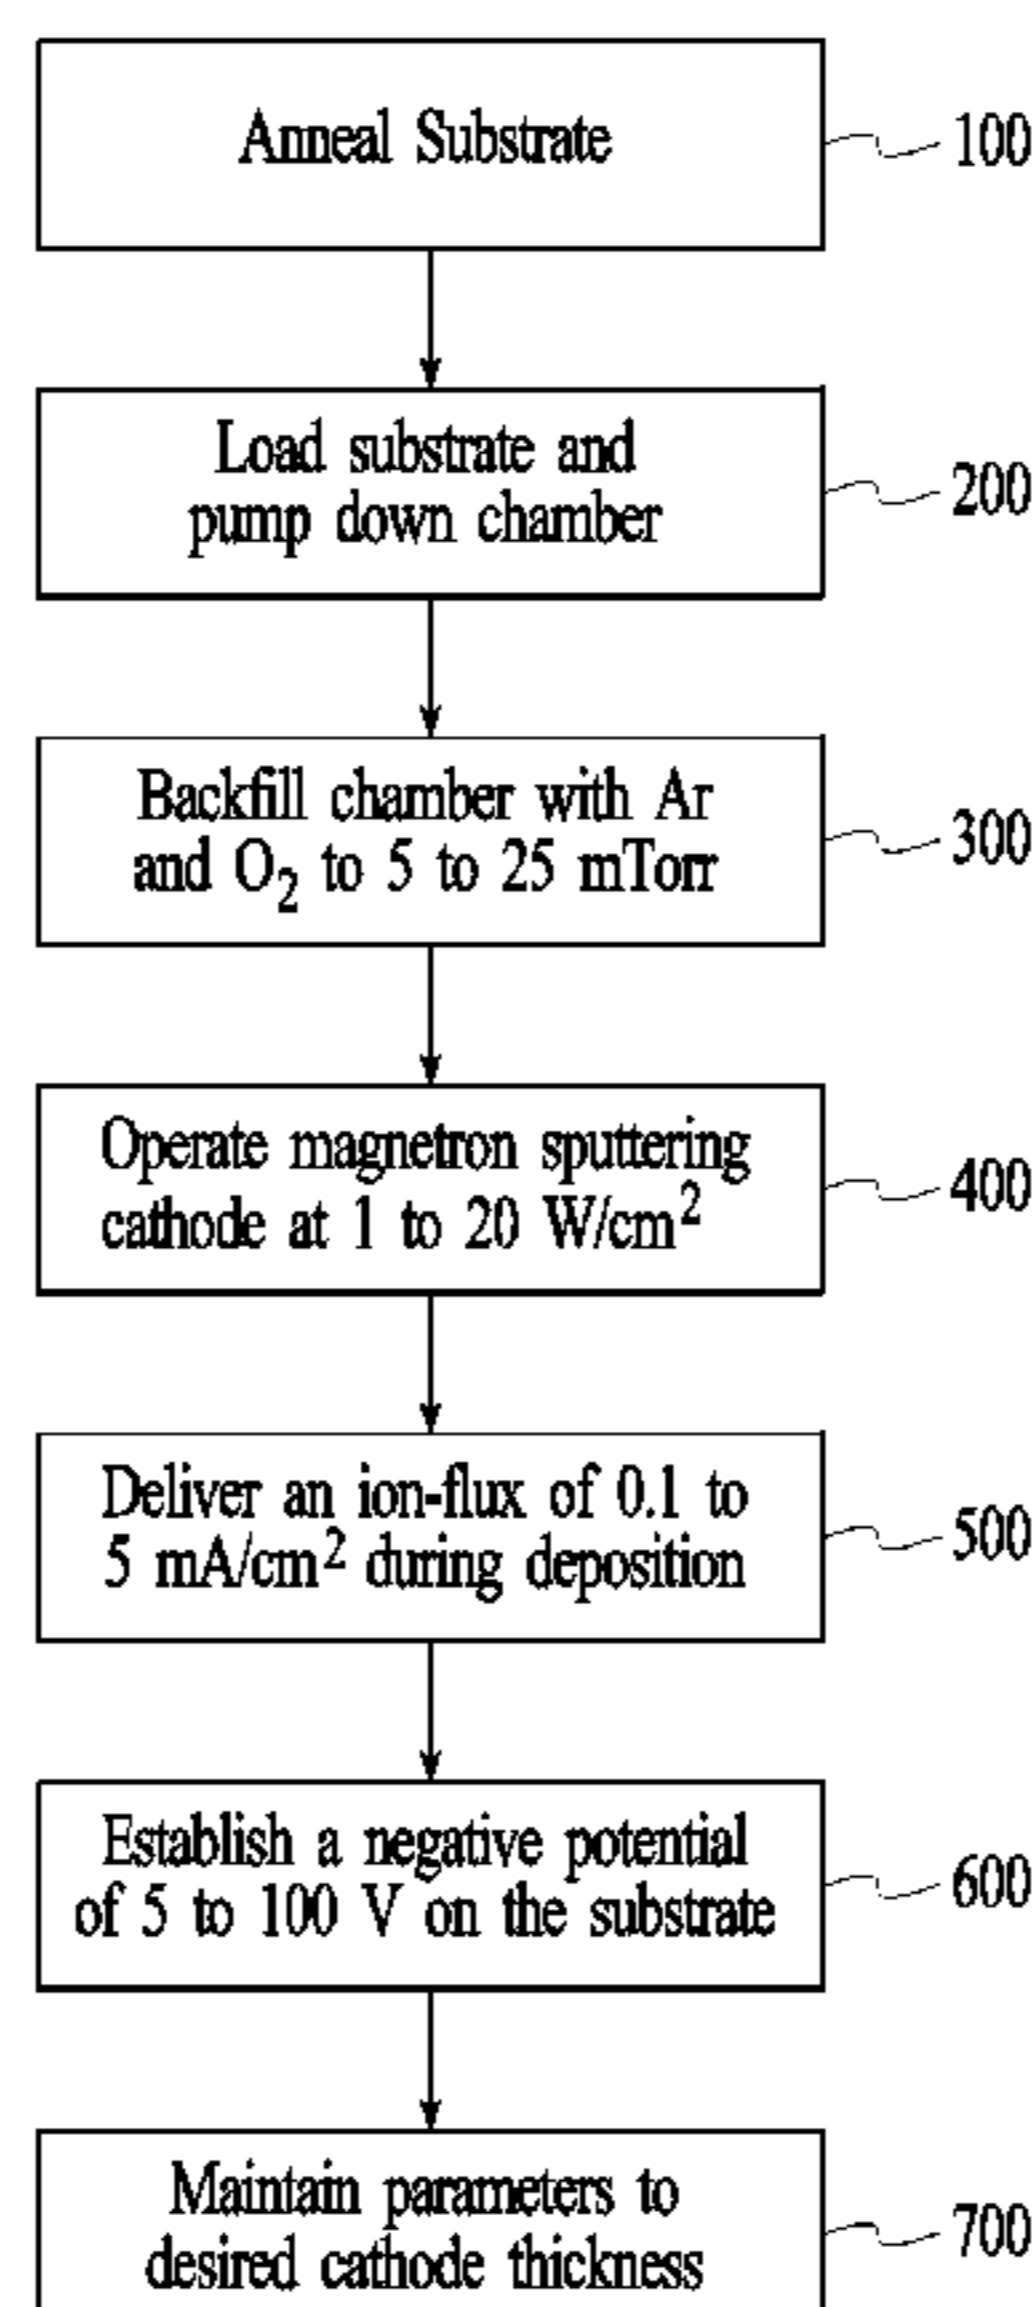 Anneal Substrate
100
Load substrate and
pump down chamber
200
Backfill chamber with Ar
and O₂ to 5 to 25 mTorr
300
Operate magnetron sputtering
cathode at 1 to 20 W/cm²
400
Deliver an ion-flux of 0.1 to
5 mA/cm² during deposition
500
Establish a negative potential
of 5 to 100 V on the substrate
600
Maintain parameters to
desired cathode thickness
700